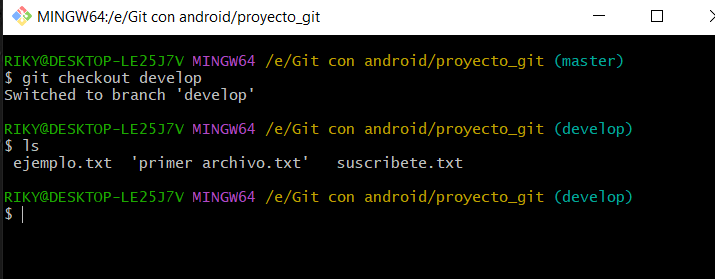 MINGW64:/e/Git con android/proyecto_git
RIKY@DESKTOP-LE25J7V MINGW64 /e/Git con android/proyecto_git (master)
$ git checkout develop
Switched to branch 'develop'
RIKY@DESKTOP-LE25J7V MINGW64 /e/Git con android/proyecto_git (develop)
$ ls
ejemplo.txt  'primer archivo.txt'   suscribete.txt
RIKY@DESKTOP-LE25J7V MINGW64 /e/Git con android/proyecto_git (develop)
$